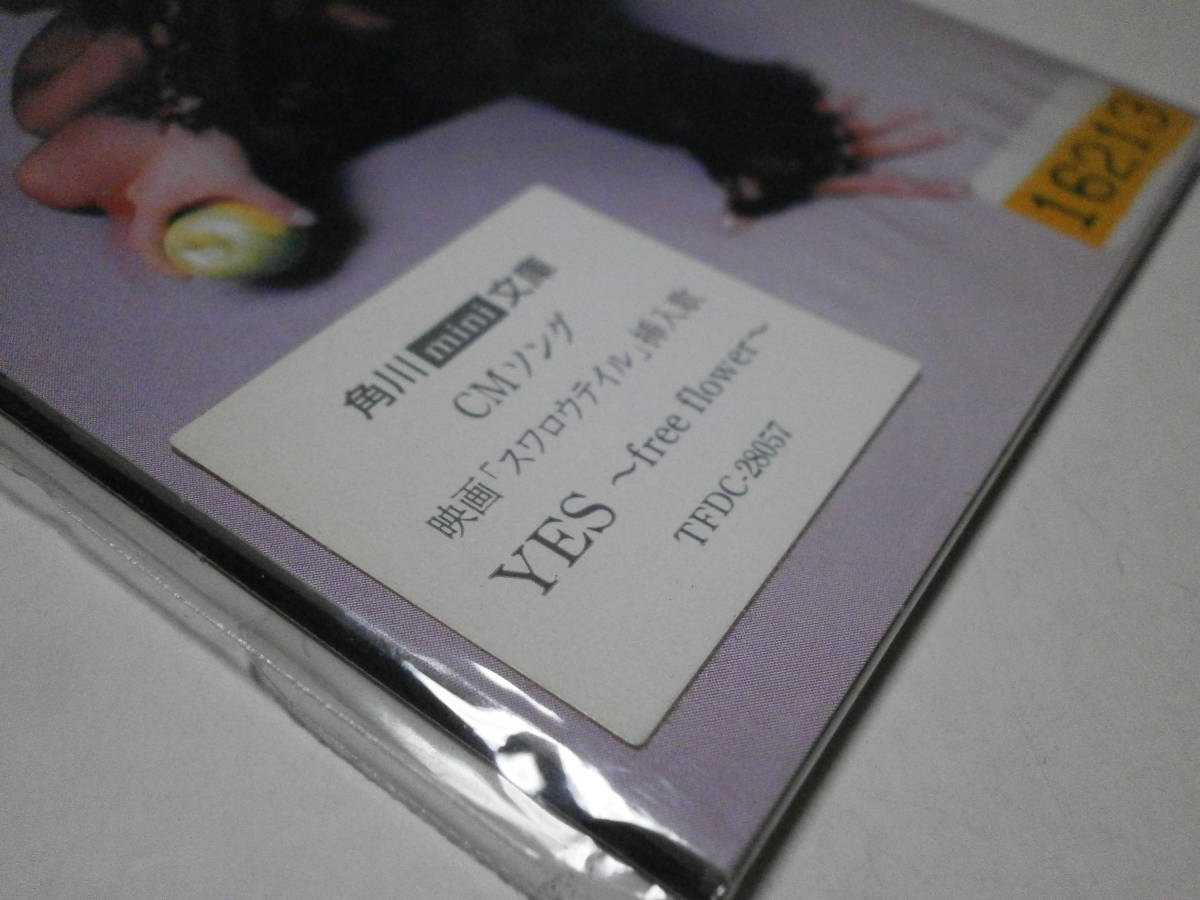 16213
角川mini文庫
CMソング
映画「スワロウテイル」挿入歌
YES ～free flower～
TFDC-28057